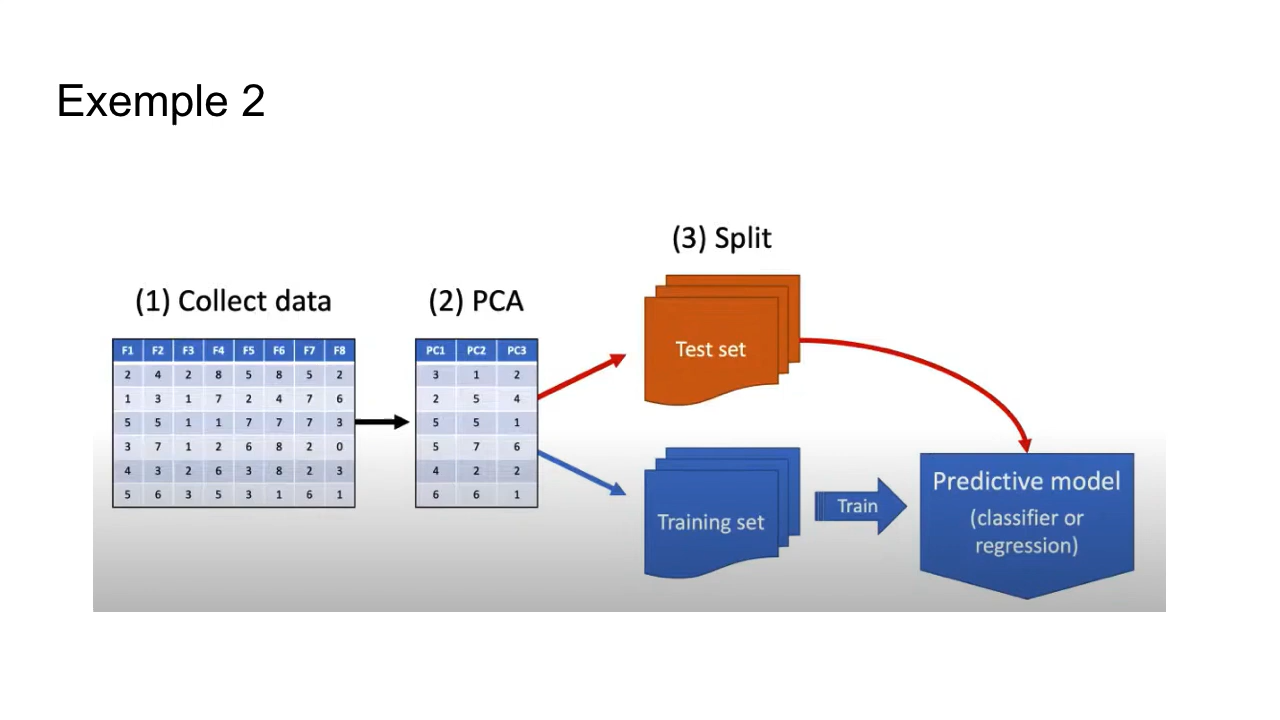 Exemple 2
(3) Split
(1) Collect data
(2) PCA
F1 F2 F3 F4 F5 F6 F7 F8
2 4 2 8 5 8 5 2
1 3 1 7 2 4 7 6
5 5 1 1 7 7 7 3
3 7 1 2 6 8 2 0
4 3 2 6 3 8 2 3
5 6 3 5 3 1 6 1
PC1 PC2 PC3
3 1 2
2 5 4
5 5 1
5 7 6
4 2 2
6 6 1
Test set
Training set
Train
Predictive model
(classifier or
regression)